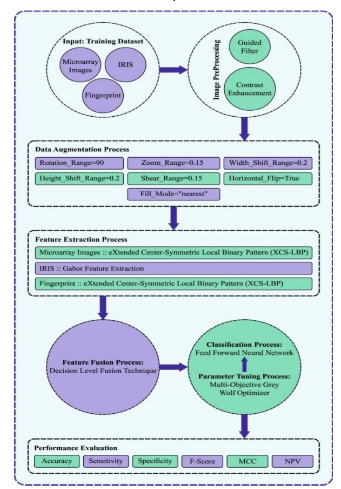 Input: Training Dataset
Microarray
Images
IRIS
Fingerprint
Image PreProcessing
Guided
Filter
Contrast
Enhancement
Data Augmentation Process
Rotation_Range=90
Zoom_Range=0.15
Width_Shift_Range=0.2
Height_Shift_Range=0.2
Shear_Range=0.15
Horizontal_Flip=True
Fill_Mode="nearest"
Feature Extraction Process
Microarray Images :: eXtended Center-Symmetric Local Binary Pattern (XCS-LBP)
IRIS :: Gabor Feature Extraction
Fingerprint :: eXtended Center-Symmetric Local Binary Pattern (XCS-LBP)
Feature Fusion Process:
Decision Level Fusion Technique
Classification Process:
Feed Forward Neural Network
Parameter Tuning Process:
Multi-Objective Grey
Wolf Optimizer
Performance Evaluation
Accuracy
Sensitivity
Specificity
F-Score
MCC
NPV